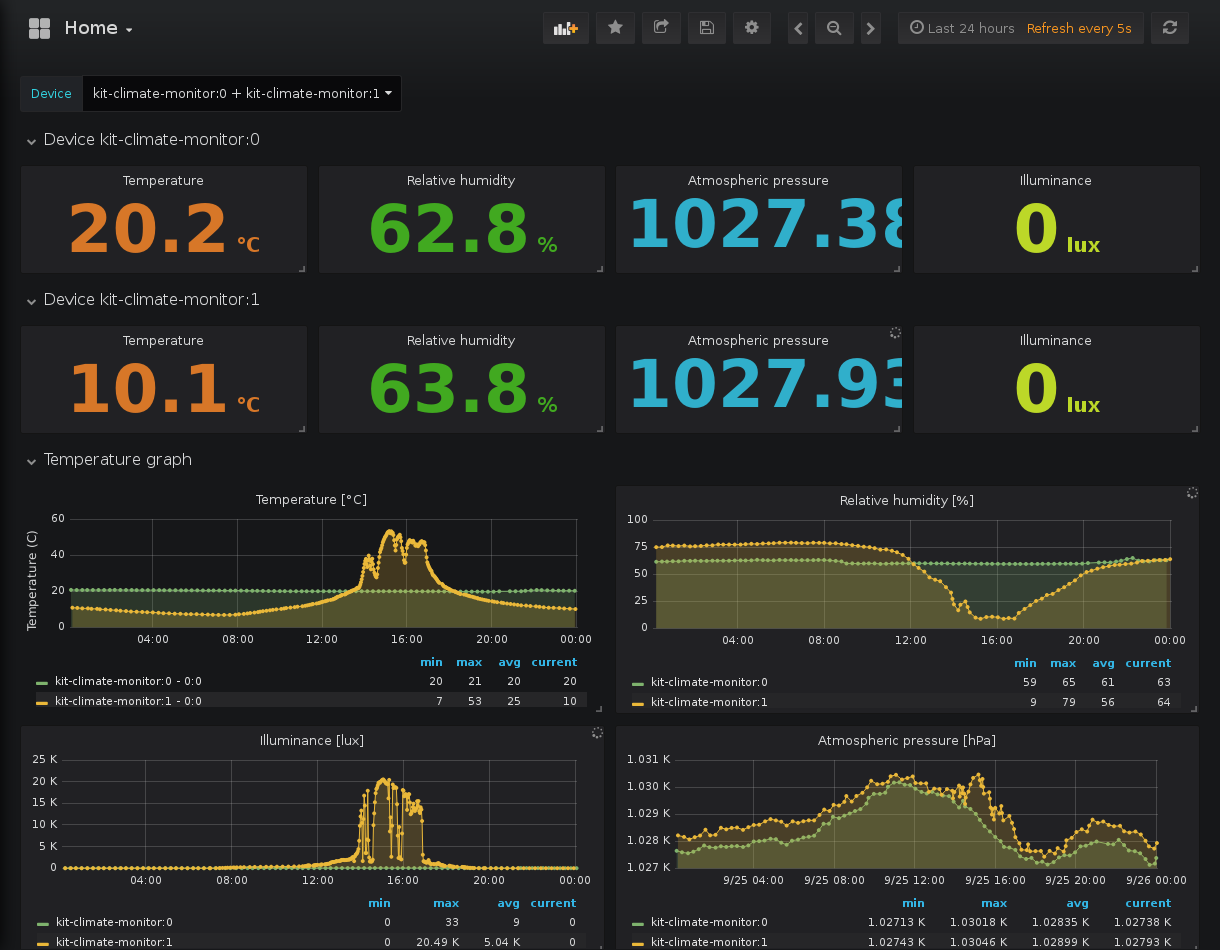 Home
Last 24 hours Refresh every 5s
Device kit-climate-monitor:0 + kit-climate-monitor:1
Device kit-climate-monitor:0
Temperature Relative humidity Atmospheric pressure Illuminance
20.2 °C 62.8 % 1027.38 0 lux
Device kit-climate-monitor:1
Temperature Relative humidity Atmospheric pressure Illuminance
10.1 °C 63.8 % 1027.93 0 lux
Temperature graph
Temperature [°C]
Temperature (C)
60
40
20
0
04:00 08:00 12:00 16:00 20:00 00:00
min max avg current
kit-climate-monitor:0 - 0:0 20 21 20 20
kit-climate-monitor:1 - 0:0 7 53 25 10
Relative humidity [%]
100
75
50
25
0
04:00 08:00 12:00 16:00 20:00 00:00
min max avg current
kit-climate-monitor:0 59 65 61 63
kit-climate-monitor:1 9 79 56 64
Illuminance [lux]
25 K
20 K
15 K
10 K
5 K
0
04:00 08:00 12:00 16:00 20:00 00:00
min max avg current
kit-climate-monitor:0 0 33 9 0
kit-climate-monitor:1 0 20.49 K 5.04 K 0
Atmospheric pressure [hPa]
1.031 K
1.030 K
1.029 K
1.028 K
1.027 K
9/25 04:00 9/25 08:00 9/25 12:00 9/25 16:00 9/25 20:00 9/26 00:00
min max avg current
kit-climate-monitor:0 1.02713 K 1.03018 K 1.02835 K 1.02738 K
kit-climate-monitor:1 1.02743 K 1.03046 K 1.02899 K 1.02793 K